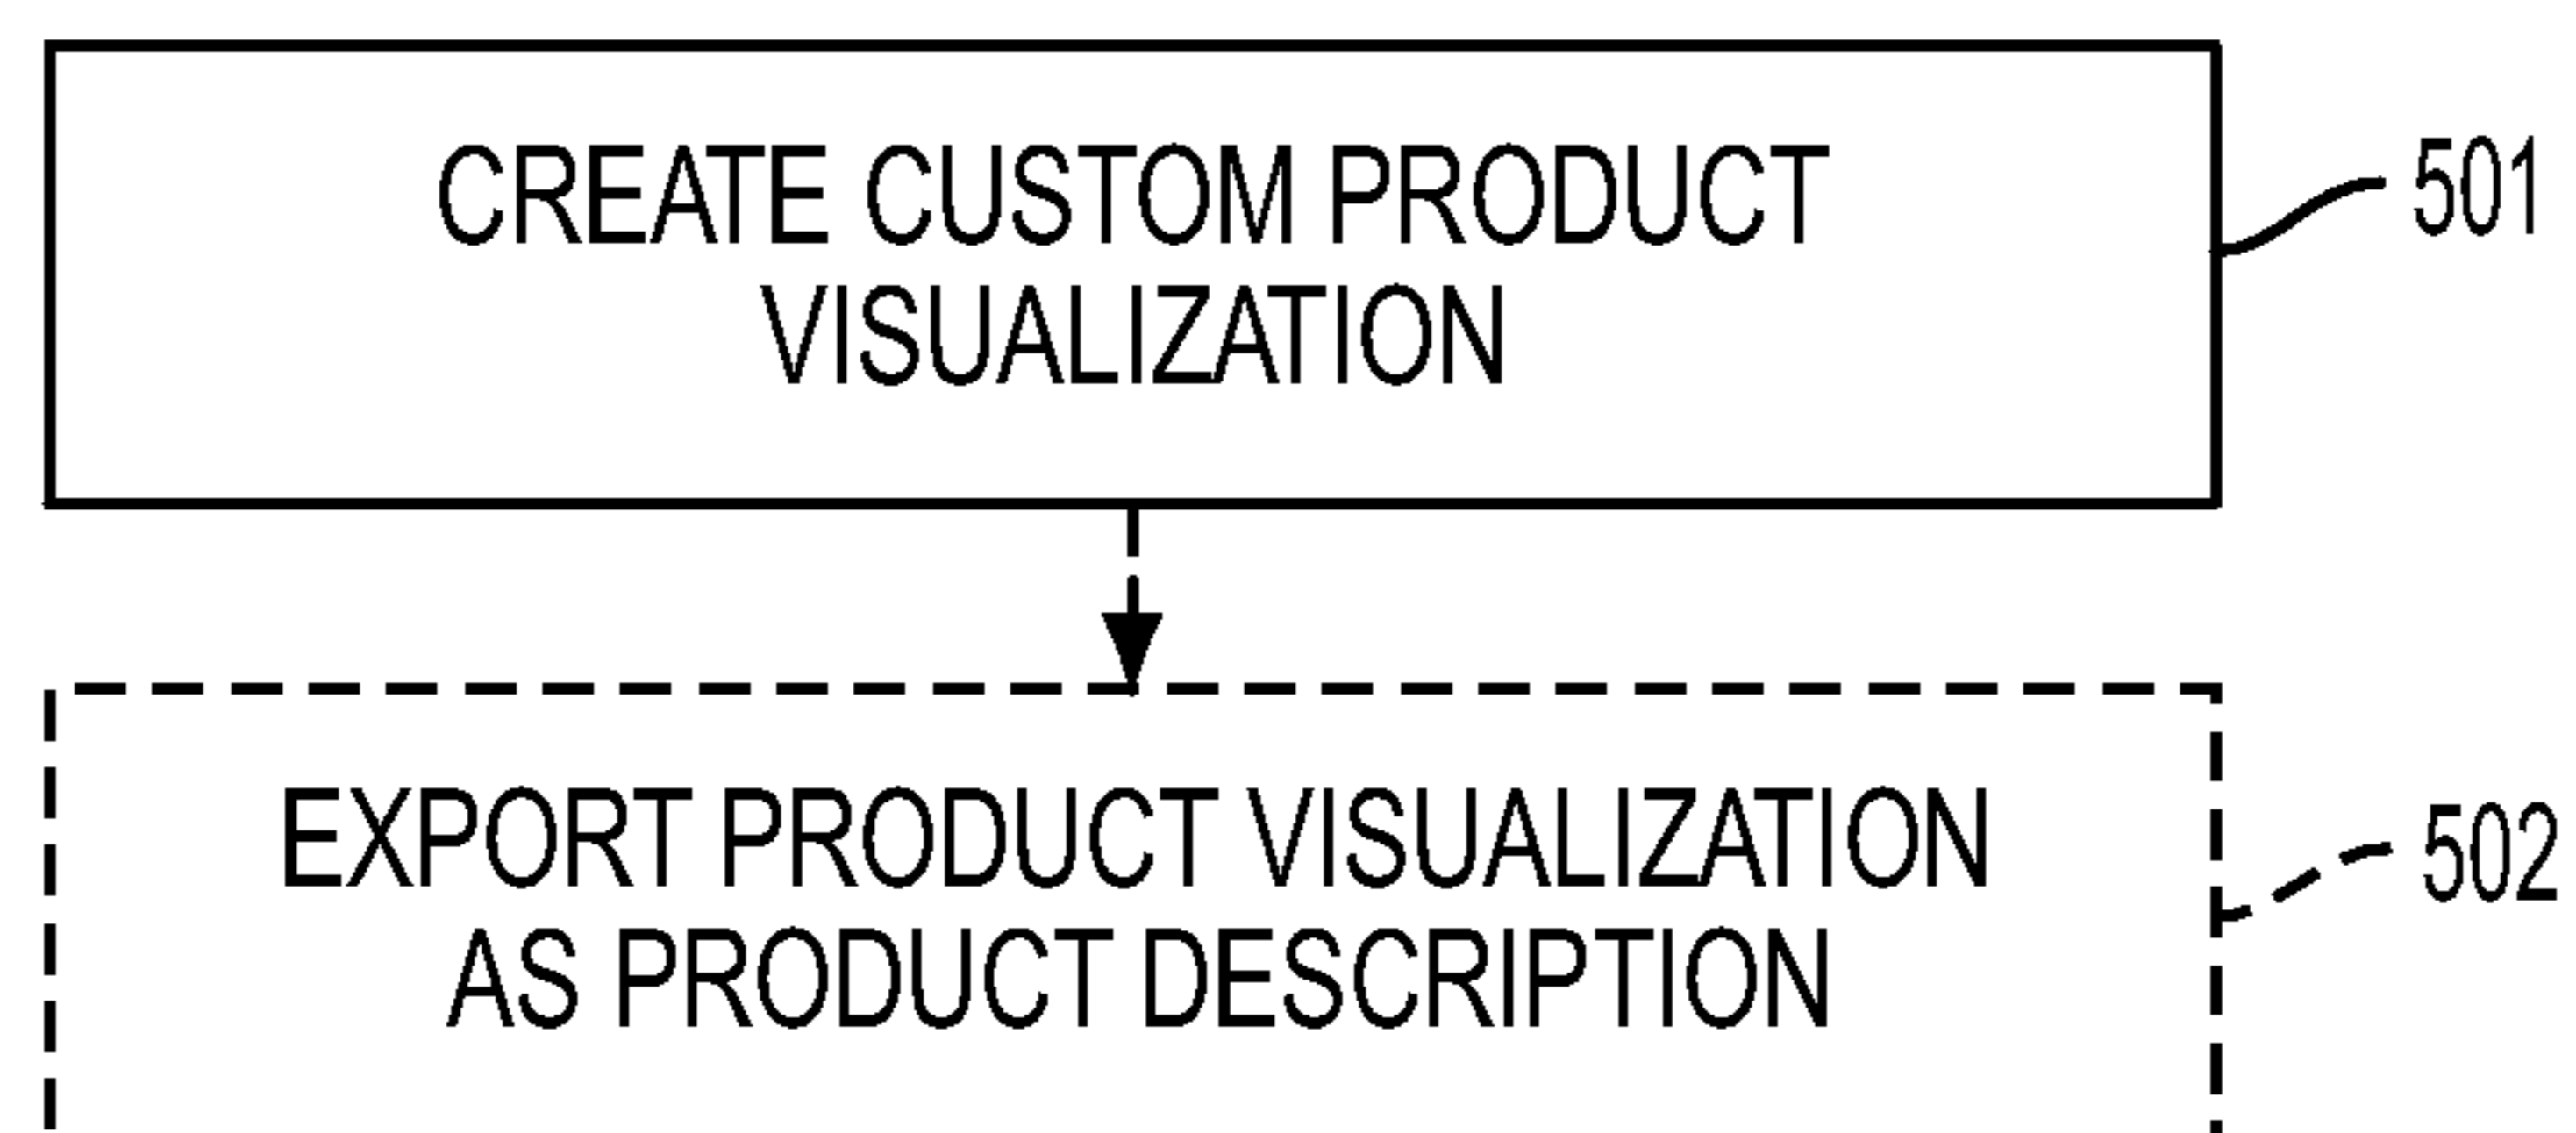 CREATE CUSTOM PRODUCT
VISUALIZATION
501
EXPORT PRODUCT VISUALIZATION
AS PRODUCT DESCRIPTION
502